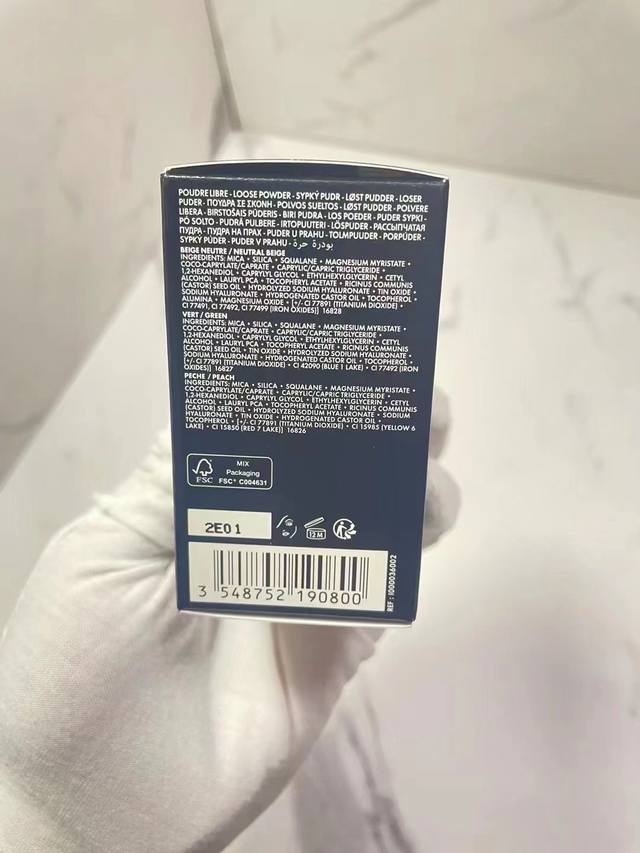 POUDRE LIBRE - LOOSE POWDER - SYPKÝ PUDR - LØST PUDDER - LOSER
PUDER - ΠΟΥΔΡΑ ΣΕ ΣΚΟΝΗ - POLVOS SUELTOS - LØST PUDDER - POLVERE
LIBERA - BIRSTOŠAIS PŪDERIS - BIRI PUDRA - LOS POEDER - PUDER SYPKI -
PÓ SOLTO - PUDRĂ PULBERE - IRTOPUUTERI - LÖSPUDER - РАССЫПЧАТАЯ
ПУДРА - ПУДРА НА ПРАХ - PUDER U PRAHU - TOLMPUUDER - PORPÚDER -
SYPKÝ PÚDER - PUDER V PRAHU - بودرة حرة
BEIGE NEUTRE / NEUTRAL BEIGE
INGREDIENTS: MICA • SILICA • SQUALANE • MAGNESIUM MYRISTATE •
COCO-CAPRYLATE/CAPRATE • CAPRYLIC/CAPRIC TRIGLYCERIDE •
1,2-HEXANEDIOL • CAPRYLYL GLYCOL • ETHYLHEXYLGLYCERIN • CETYL
ALCOHOL • LAURYL PCA • TOCOPHERYL ACETATE • RICINUS COMMUNIS
(CASTOR) SEED OIL • HYDROLYZED SODIUM HYALURONATE • TIN OXIDE •
SODIUM HYALURONATE • HYDROGENATED CASTOR OIL • TOCOPHEROL •
ALUMINA • MAGNESIUM OXIDE • [+/- CI 77891 (TITANIUM DIOXIDE) •
CI 77491, CI 77492, CI 77499 (IRON OXIDES)] 16828
VERT / GREEN
INGREDIENTS: MICA • SILICA • SQUALANE • MAGNESIUM MYRISTATE •
COCO-CAPRYLATE/CAPRATE • CAPRYLIC/CAPRIC TRIGLYCERIDE •
1,2-HEXANEDIOL • CAPRYLYL GLYCOL • ETHYLHEXYLGLYCERIN • CETYL
ALCOHOL • LAURYL PCA • TOCOPHERYL ACETATE • RICINUS COMMUNIS
(CASTOR) SEED OIL • TIN OXIDE • HYDROLYZED SODIUM HYALURONATE •
SODIUM HYALURONATE • HYDROGENATED CASTOR OIL • TOCOPHEROL •
[+/- CI 77891 (TITANIUM DIOXIDE) • CI 42090 (BLUE 1 LAKE) • CI 77492 (IRON
OXIDES)] 16827
PECHE / PEACH
INGREDIENTS: MICA • SILICA • SQUALANE • MAGNESIUM MYRISTATE •
COCO-CAPRYLATE/CAPRATE • CAPRYLIC/CAPRIC TRIGLYCERIDE •
1,2-HEXANEDIOL • CAPRYLYL GLYCOL • ETHYLHEXYLGLYCERIN • CETYL
ALCOHOL • LAURYL PCA • TOCOPHERYL ACETATE • RICINUS COMMUNIS
(CASTOR) SEED OIL • HYDROLYZED SODIUM HYALURONATE • SODIUM
HYALURONATE • TIN OXIDE • HYDROGENATED CASTOR OIL •
TOCOPHEROL • [+/- CI 77891 (TITANIUM DIOXIDE) • CI 15985 (YELLOW 6
LAKE) • CI 15850 (RED 7 LAKE)] 16826
MIX
Packaging
FSC® C004631
FSC
2E01
12 M
3 548752 190800
REF : I000036002